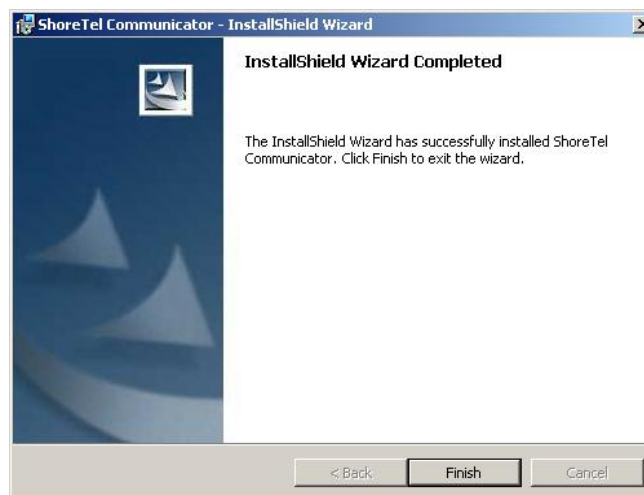 ShoreTel Communicator - InstallShield Wizard
InstallShield Wizard Completed
The InstallShield Wizard has successfully installed ShoreTel
Communicator. Click Finish to exit the wizard.
< Back
Finish
Cancel